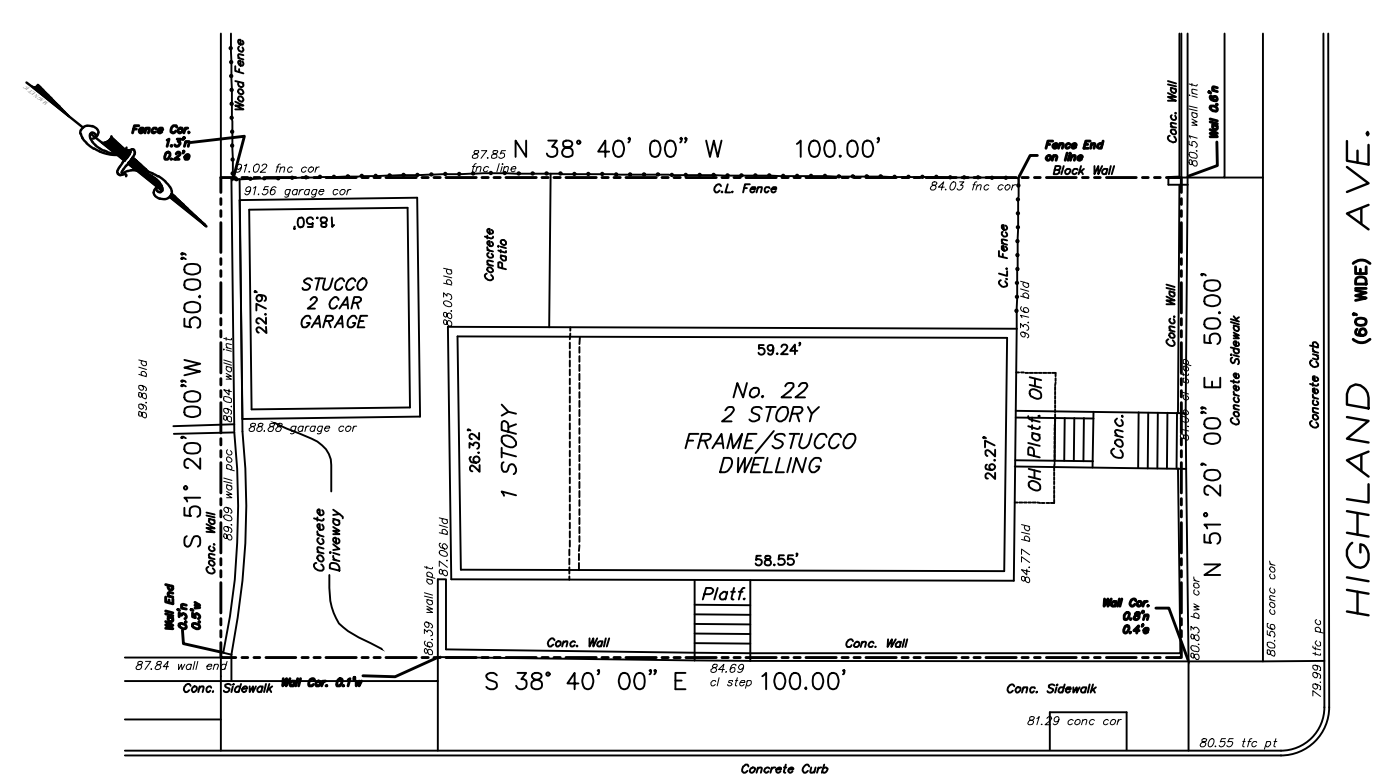 Wood Fence
Fence Cor.
1.3'n
0.2'e
91.02 fnc cor
91.56 garage cor
87.85
fnc line
N 38° 40' 00" W 100.00'
C.L. Fence
84.03 fnc cor
Fence End
on line
Block Wall
Conc. Wall
80.51 wall int
Wall 0.6'n
HIGHLAND (60' WIDE) AVE.
18.50'
22.79'
STUCCO
2 CAR
GARAGE
Concrete
Patio
88.03 bld
C.L. Fence
93.16 bld
Conc. Wall
S 51° 20' 00"W 50.00"
89.89 bld
89.04 wall int
88.88 garage cor
89.09 wall poc
Conc. Wall
Concrete
Driveway
59.24'
No. 22
2 STORY
FRAME/STUCCO
DWELLING
1 STORY
26.32'
26.27'
58.55'
OH
Platf.
OH
Conc.
N 51° 20' 00" E 50.00'
Concrete Sidewalk
Concrete Curb
87.06 bld
84.77 bld
86.39 wall apt
Wall End
0.3'n
0.5'w
87.84 wall end
Conc. Sidewalk
Wall Cor. 0.1'w
Platf.
Conc. Wall
Conc. Wall
Wall Cor.
0.8'n
0.4'e
80.83 bw cor
80.56 conc cor
79.99 tfc pc
S 38° 40' 00" E 100.00'
84.69
cl step
Conc. Sidewalk
81.29 conc cor
80.55 tfc pt
Concrete Curb